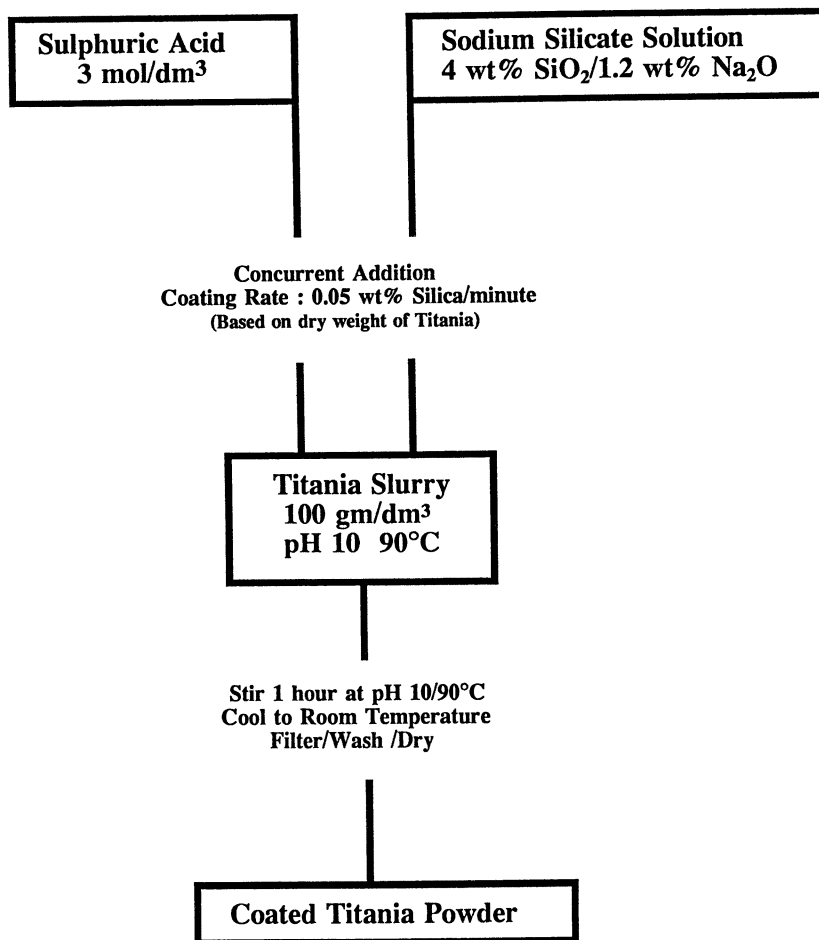 Sulphuric Acid
3 mol/dm³
Sodium Silicate Solution
4 wt% SiO₂/1.2 wt% Na₂O
Concurrent Addition
Coating Rate : 0.05 wt% Silica/minute
(Based on dry weight of Titania)
Titania Slurry
100 gm/dm³
pH 10 90°C
Stir 1 hour at pH 10/90°C
Cool to Room Temperature
Filter/Wash /Dry
Coated Titania Powder